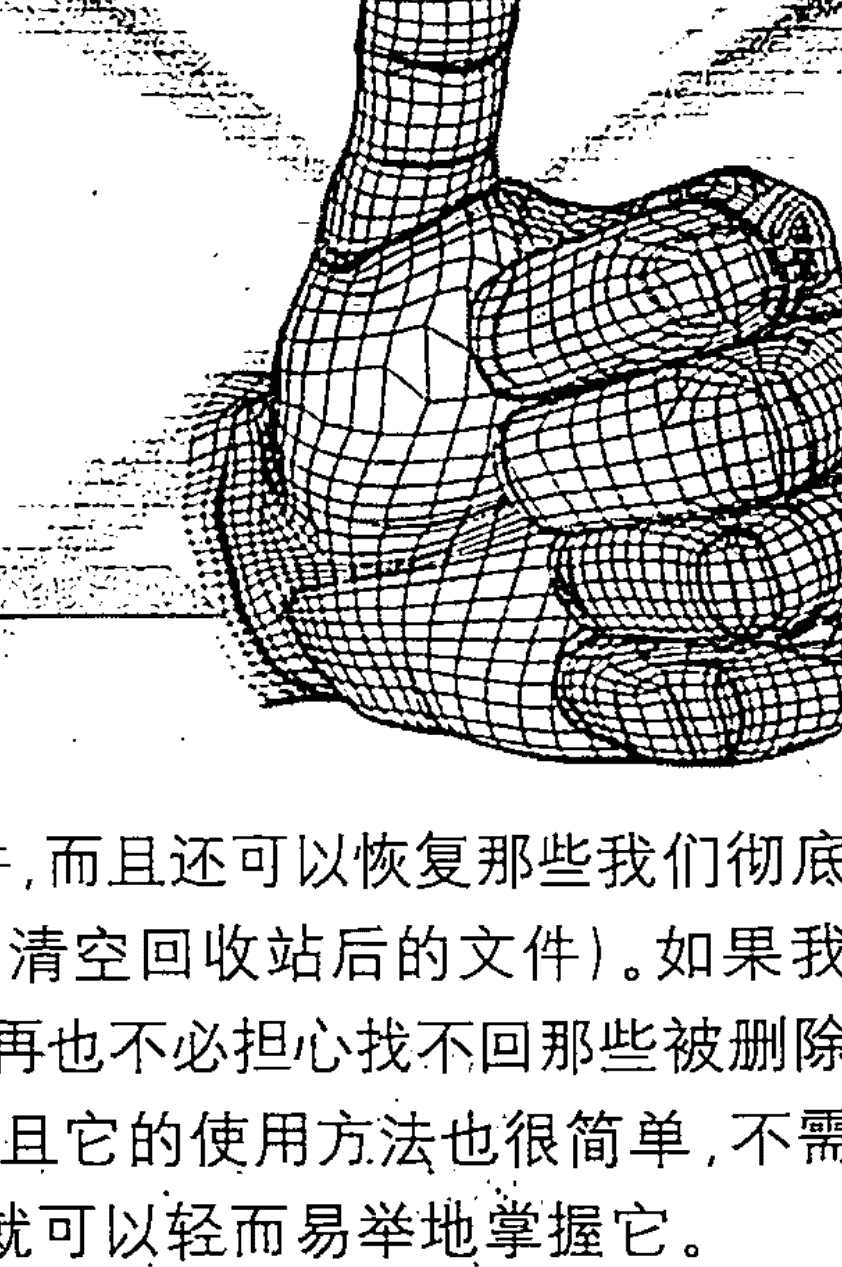 ,而且还可以恢复那些我们彻底
清空回收站后的文件)。如果我
再也不必担心找不回那些被删除
且它的使用方法也很简单,不需
就可以轻而易举地掌握它。